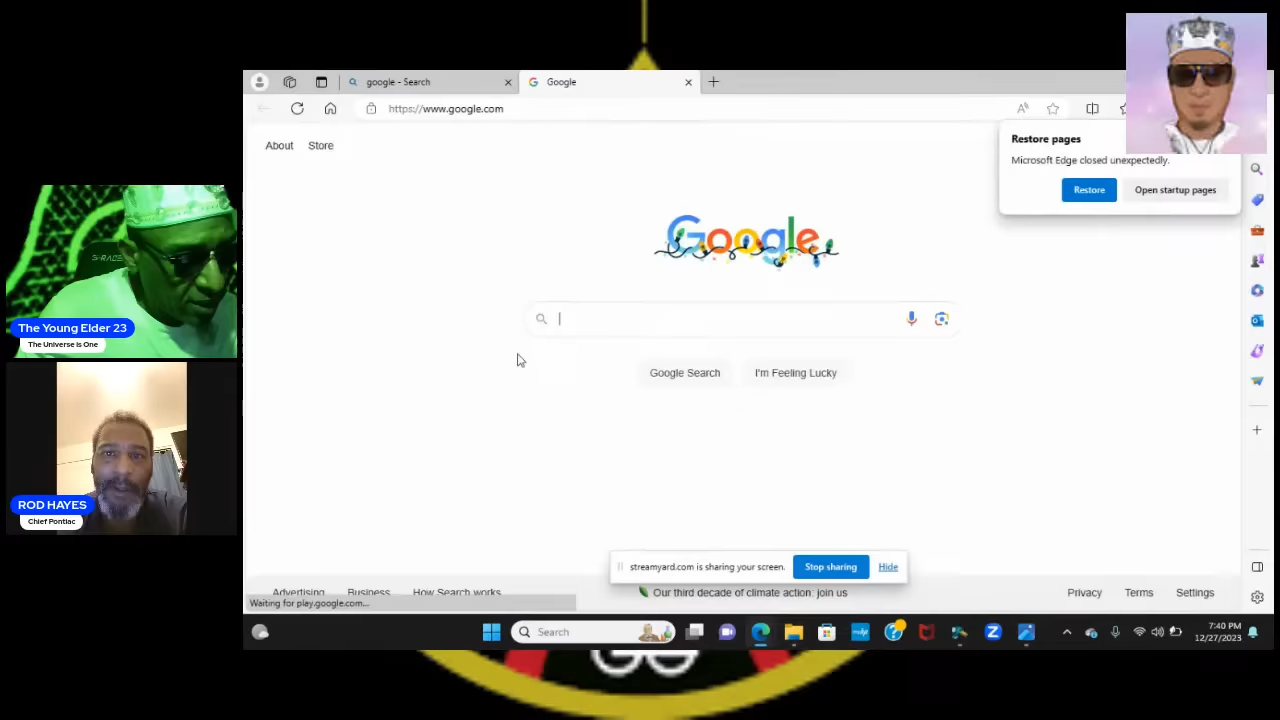 google - Search
Google
https://www.google.com
About Store
Restore pages
Microsoft Edge closed unexpectedly.
Restore
Open startup pages
Google
Google Search
I'm Feeling Lucky
The Young Elder 23
The Universe is One
ROD HAYES
Chief Pontiac
streamyard.com is sharing your screen.
Stop sharing
Hide
Advertising Business How Search works
Our third decade of climate action: join us
Privacy Terms Settings
Waiting for play.google.com...
Search
7:40 PM
12/27/2023